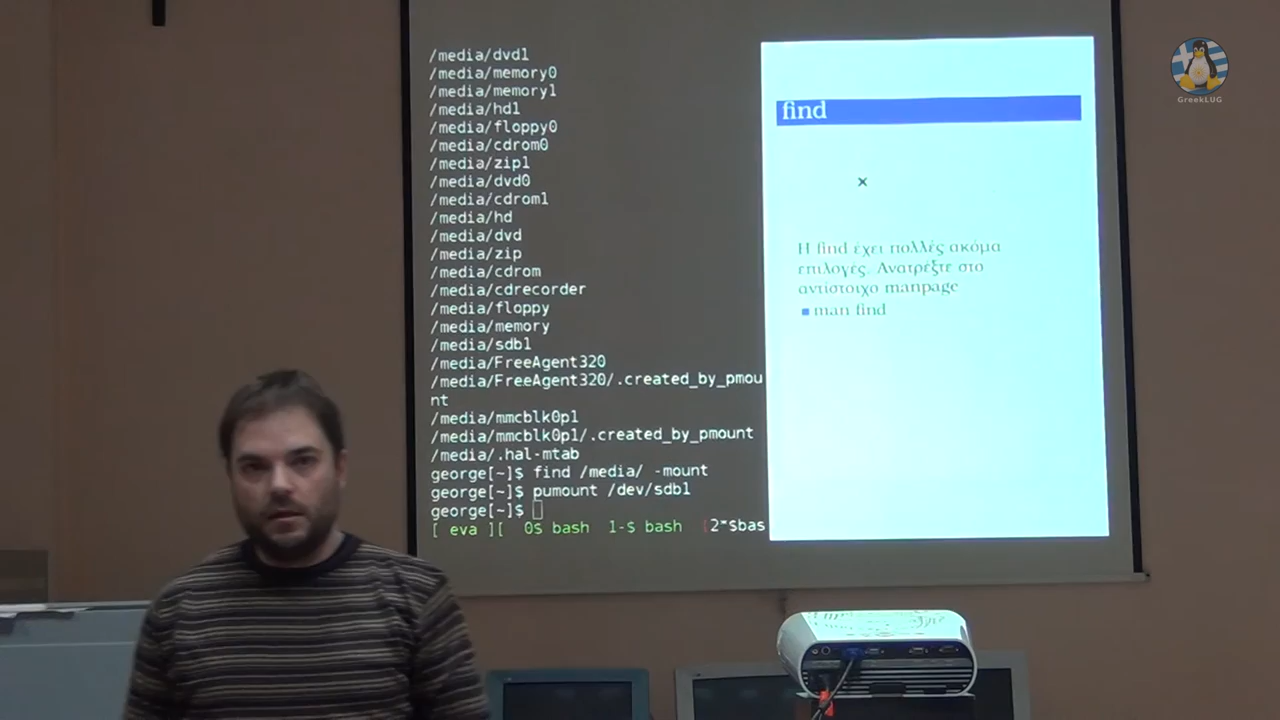 /media/dvd1
/media/memory0
/media/memory1
/media/hd1
/media/floppy0
/media/cdrom0
/media/zip1
/media/dvd0
/media/cdrom1
/media/hd
/media/dvd
/media/zip
/media/cdrom
/media/cdrecorder
/media/floppy
/media/memory
/media/sdb1
/media/FreeAgent320
/media/FreeAgent320/.created_by_pmou
nt
/media/mmcblk0p1
/media/mmcblk0p1/.created_by_pmount
/media/.hal-mtab
george[~]$ find /media/ -mount
george[~]$ pumount /dev/sdb1
george[~]$
[ eva ][ 0$ bash 1-$ bash [2*$bas
find
Η find έχει πολλές ακόμα
επιλογές. Ανατρέξτε στο
αντίστοιχο manpage
man find
GreekLUG